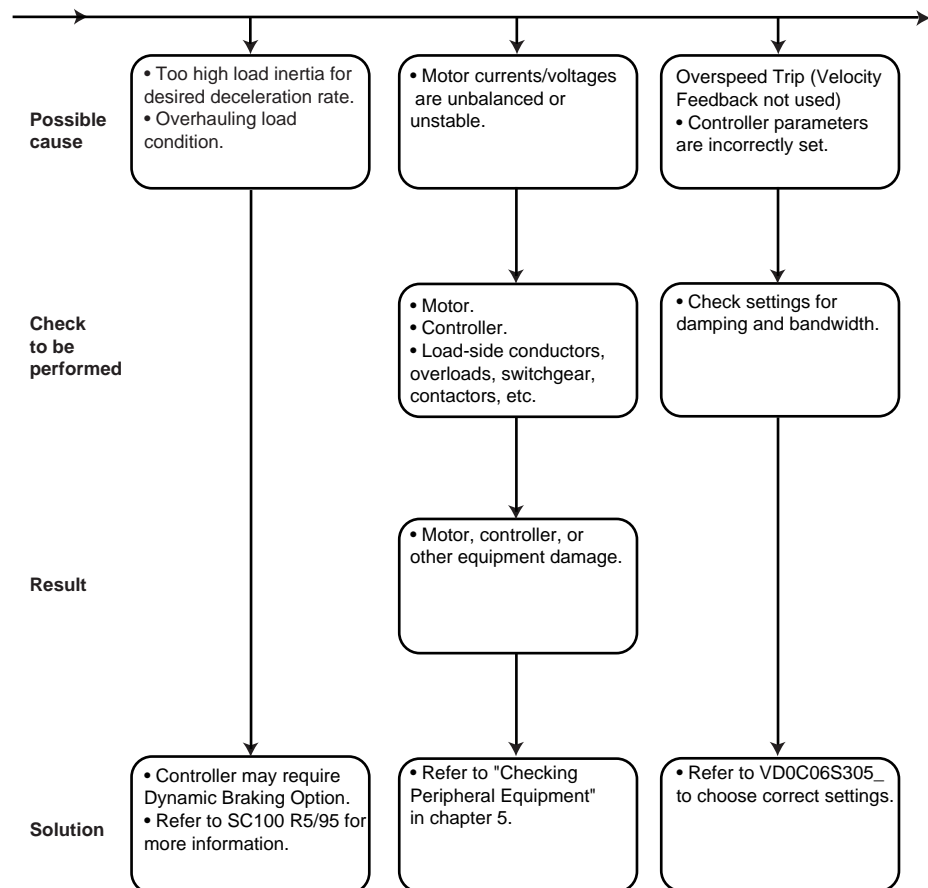 Possible
cause
• Too high load inertia for
desired deceleration rate.
• Overhauling load
condition.
• Motor currents/voltages
are unbalanced or
unstable.
Overspeed Trip (Velocity
Feedback not used)
• Controller parameters
are incorrectly set.
Check
to be
performed
• Motor.
• Controller.
• Load-side conductors,
overloads, switchgear,
contactors, etc.
• Check settings for
damping and bandwidth.
Result
• Motor, controller, or
other equipment damage.
Solution
• Controller may require
Dynamic Braking Option.
• Refer to SC100 R5/95 for
more information.
• Refer to "Checking
Peripheral Equipment"
in chapter 5.
• Refer to VD0C06S305_
to choose correct settings.